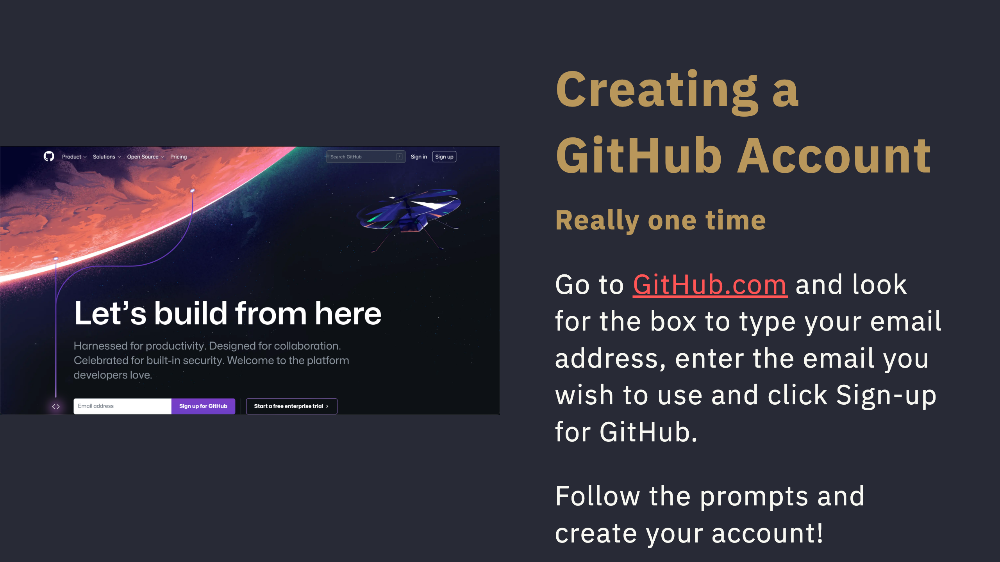 Product
Solutions
Open Source
Pricing
Search GitHub
/
Sign in
Sign up
Let’s build from here
Harnessed for productivity. Designed for collaboration.
Celebrated for built-in security. Welcome to the platform
developers love.
Email address
Sign up for GitHub
Start a free enterprise trial
Creating a
GitHub Account
Really one time
Go to GitHub.com and look
for the box to type your email
address, enter the email you
wish to use and click Sign-up
for GitHub.
Follow the prompts and
create your account!